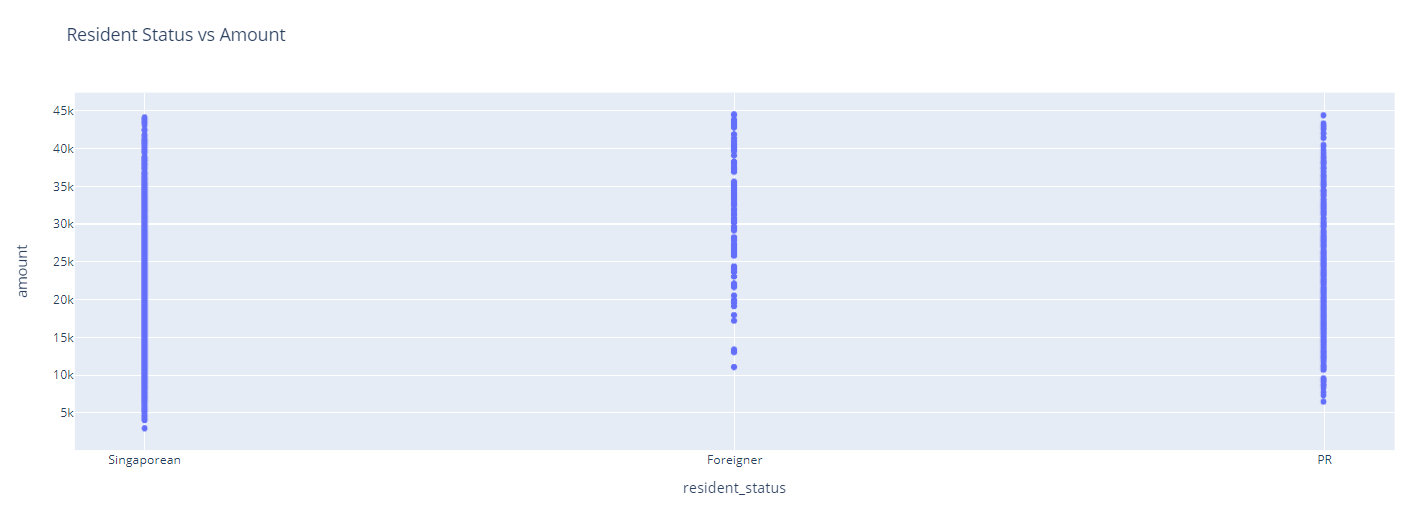 Resident Status vs Amount
45k
40k
35k
30k
25k
20k
15k
10k
5k
amount
Singaporean
Foreigner
PR
resident_status